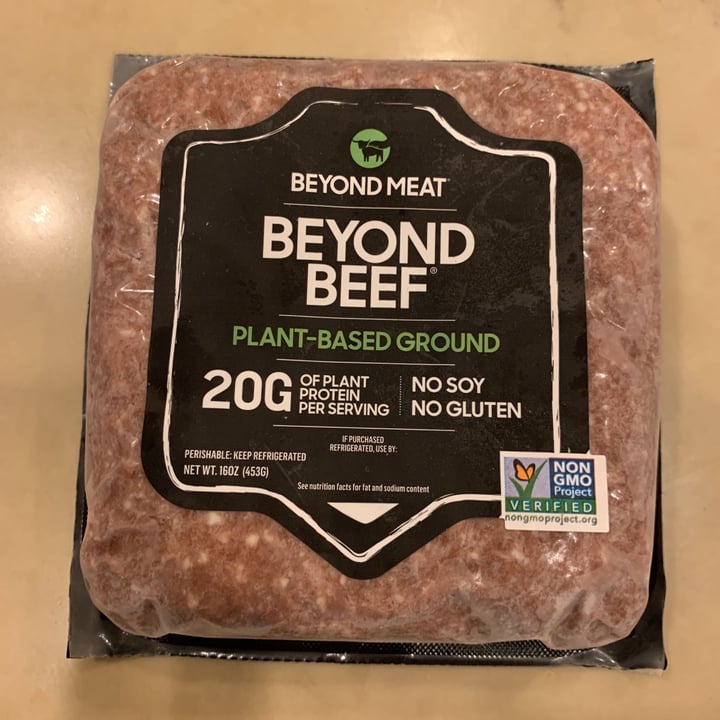 BEYOND MEAT
BEYOND
BEEF®
PLANT-BASED GROUND
20G OF PLANT
PROTEIN
PER SERVING
NO SOY
NO GLUTEN
IF PURCHASED
REFRIGERATED, USE BY:
PERISHABLE: KEEP REFRIGERATED
NET WT. 16OZ (453G)
See nutrition facts for fat and sodium content
NON
GMO
Project
VERIFIED
nongmoproject.org